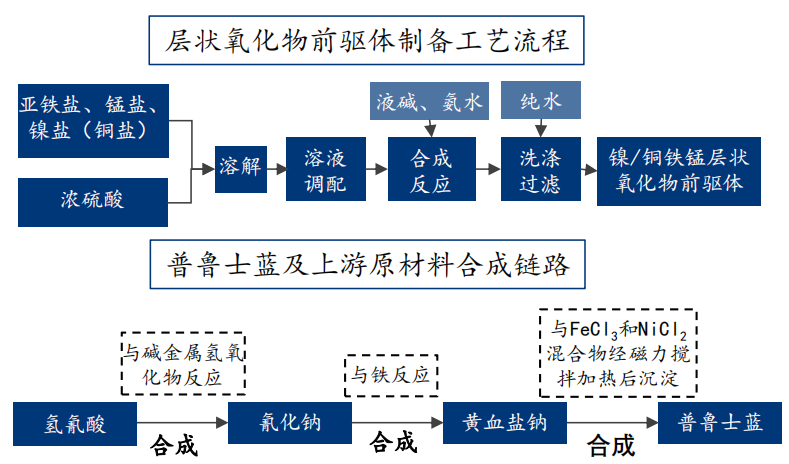 层状氧化物前驱体制备工艺流程
亚铁盐、锰盐、
镍盐（铜盐）
浓硫酸
溶解
溶液
调配
液碱、氨水
合成
反应
纯水
洗涤
过滤
镍/铜铁锰层状
氧化物前驱体
普鲁士蓝及上游原材料合成链路
与碱金属氢氧
化物反应
与铁反应
与FeCl₃和NiCl₂
混合物经磁力搅
拌加热后沉淀
氢氰酸
合成
氰化钠
合成
黄血盐钠
合成
普鲁士蓝